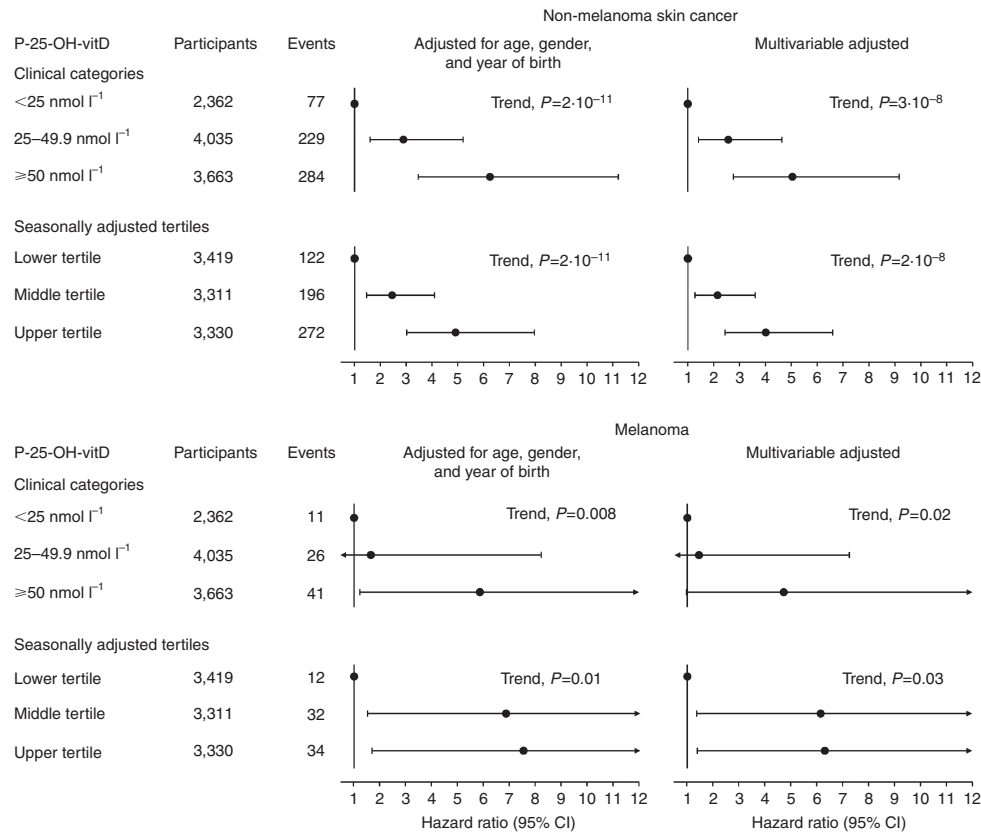 Non-melanoma skin cancer
P-25-OH-vitD Participants Events Adjusted for age, gender, Multivariable adjusted
and year of birth
Clinical categories
<25 nmol l⁻¹ 2,362 77 Trend, P=2·10⁻¹¹ Trend, P=3·10⁻⁸
25–49.9 nmol l⁻¹ 4,035 229
⩾50 nmol l⁻¹ 3,663 284
Seasonally adjusted tertiles
Lower tertile 3,419 122 Trend, P=2·10⁻¹¹ Trend, P=2·10⁻⁸
Middle tertile 3,311 196
Upper tertile 3,330 272
1 2 3 4 5 6 7 8 9 10 11 12 1 2 3 4 5 6 7 8 9 10 11 12
Melanoma
P-25-OH-vitD Participants Events Adjusted for age, gender, Multivariable adjusted
and year of birth
Clinical categories
<25 nmol l⁻¹ 2,362 11 Trend, P=0.008 Trend, P=0.02
25–49.9 nmol l⁻¹ 4,035 26
⩾50 nmol l⁻¹ 3,663 41
Seasonally adjusted tertiles
Lower tertile 3,419 12 Trend, P=0.01 Trend, P=0.03
Middle tertile 3,311 32
Upper tertile 3,330 34
1 2 3 4 5 6 7 8 9 10 11 12 1 2 3 4 5 6 7 8 9 10 11 12
Hazard ratio (95% CI) Hazard ratio (95% CI)